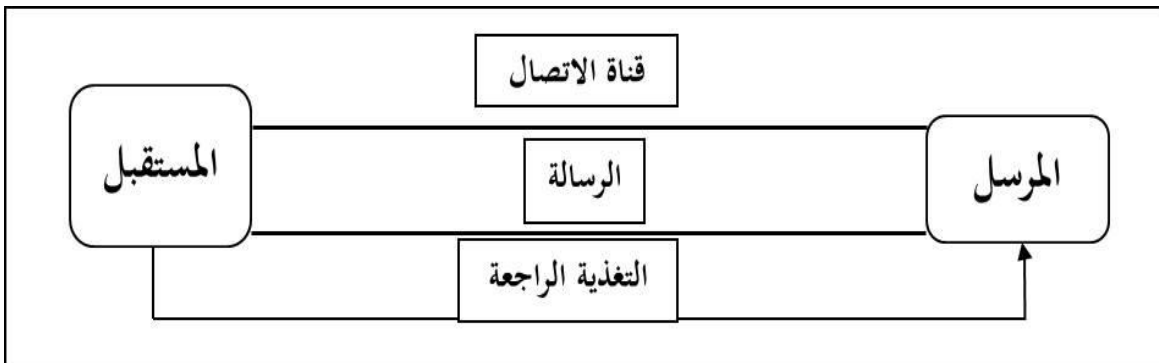 قناة الاتصال
المرسل
الرسالة
المستقبل
التغذية الراجعة